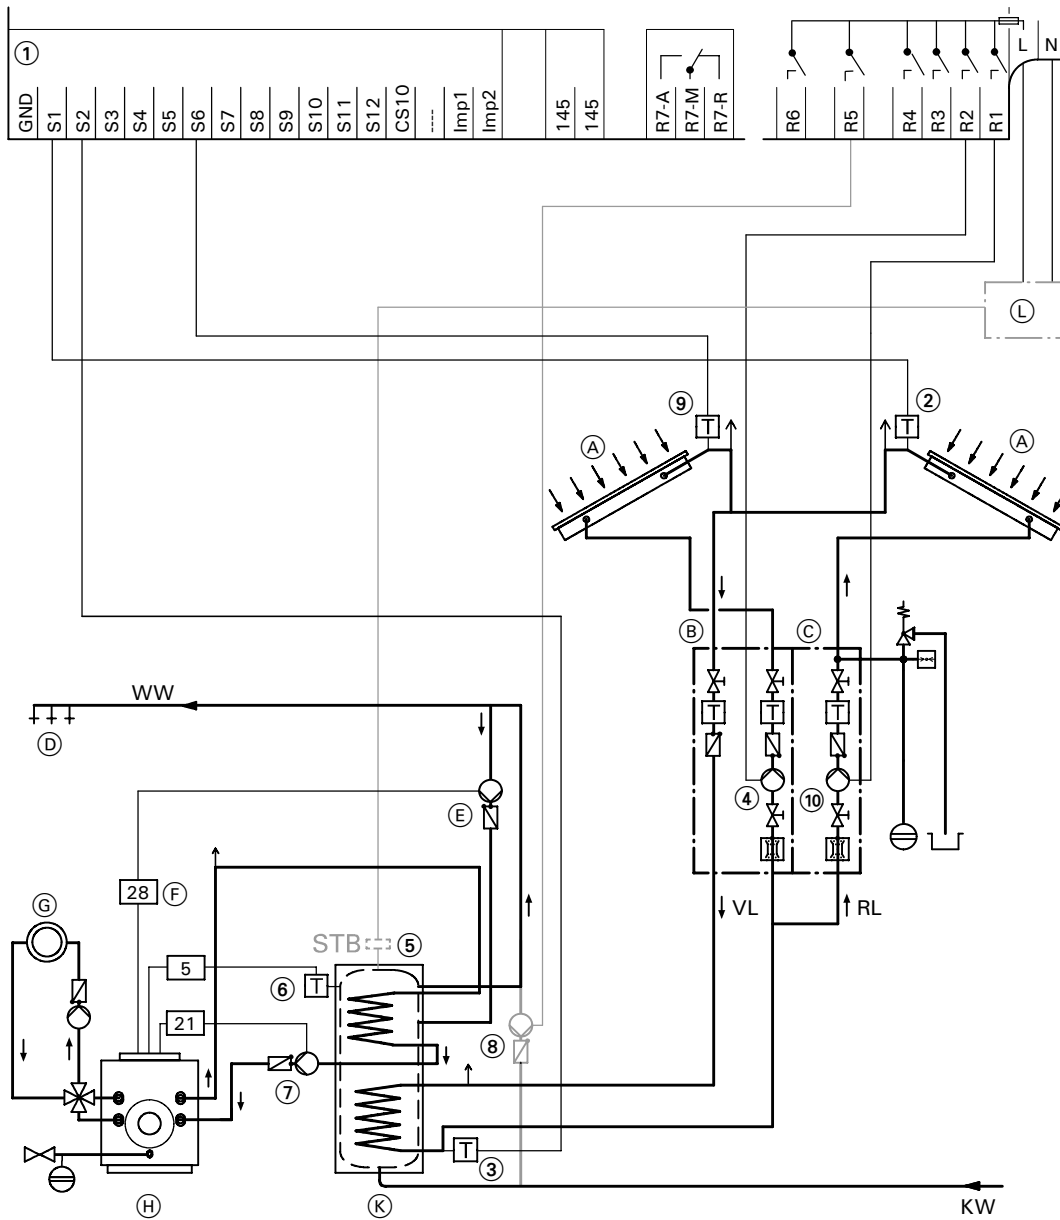 1
GND
S1
S2
S3
S4
S5
S6
S7
S8
S9
S10
S11
S12
CS10
----
Imp1
Imp2
145
145
R7-A
R7-M
R7-R
R6
R5
R4
R3
R2
R1
L
N
L
9
T
T
2
A
A
B
C
WW
D
T
T
T
E
4
10
28
F
G
VL
RL
STB
5
5
6
T
21
8
7
T
3
H
K
KW